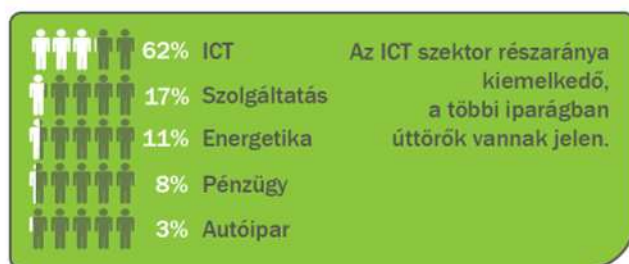 62% ICT
17% Szolgáltatás
11% Energetika
8% Pénzügy
3% Autóipar
Az ICT szektor részaránya
kiemelkedő,
a többi iparágban
úttörők vannak jelen.